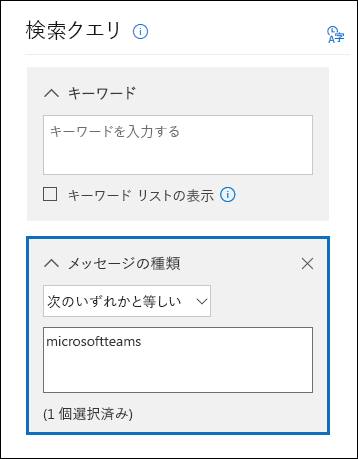 検索クエリ
A字
キーワード
キーワードを入力する
キーワード リストの表示
メッセージの種類
次のいずれかと等しい
microsoftteams
(1 個選択済み)